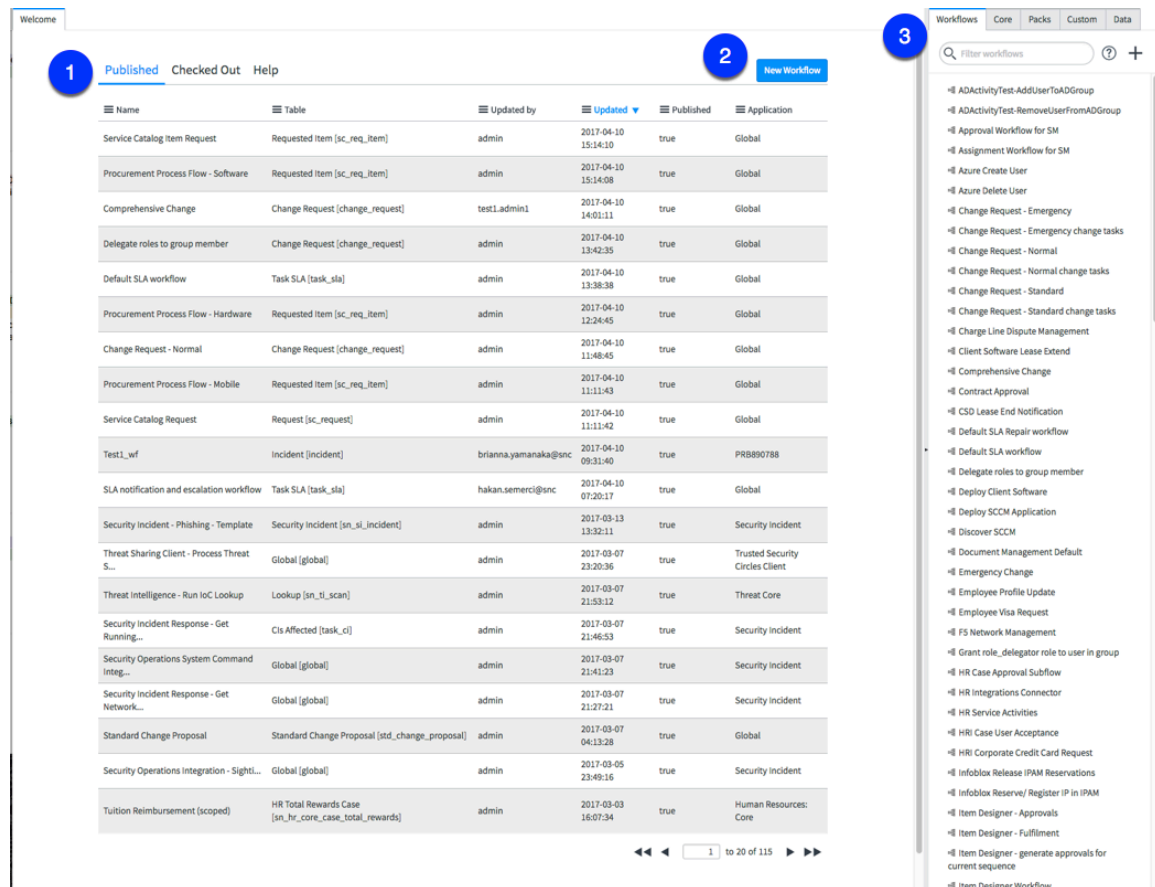 Welcome
1
Published Checked Out Help
2
New Workflow
Name Table Updated by Updated Published Application
Service Catalog Item Request Requested Item [sc_req_item] admin 2017-04-10 15:14:10 true Global
Procurement Process Flow - Software Requested Item [sc_req_item] admin 2017-04-10 15:14:08 true Global
Comprehensive Change Change Request [change_request] test1.admin1 2017-04-10 14:01:11 true Global
Delegate roles to group member Change Request [change_request] admin 2017-04-10 13:42:35 true Global
Default SLA workflow Task SLA [task_sla] admin 2017-04-10 13:38:38 true Global
Procurement Process Flow - Hardware Requested Item [sc_req_item] admin 2017-04-10 12:24:45 true Global
Change Request - Normal Change Request [change_request] admin 2017-04-10 11:48:45 true Global
Procurement Process Flow - Mobile Requested Item [sc_req_item] admin 2017-04-10 11:11:43 true Global
Service Catalog Request Request [sc_request] admin 2017-04-10 11:11:42 true Global
Test1_wf Incident [incident] brianna.yamanaka@snc 2017-04-10 09:31:40 true PRB890788
SLA notification and escalation workflow Task SLA [task_sla] hakan.semerci@snc 2017-04-10 07:20:17 true Global
Security Incident - Phishing - Template Security Incident [sn_si_incident] admin 2017-03-13 13:32:11 true Security Incident
Threat Sharing Client - Process Threat S... Global [global] admin 2017-03-07 23:20:36 true Trusted Security Circles Client
Threat Intelligence - Run IoC Lookup Lookup [sn_ti_scan] admin 2017-03-07 21:53:12 true Threat Core
Security Incident Response - Get Running... CIs Affected [task_ci] admin 2017-03-07 21:46:53 true Security Incident
Security Operations System Command Integ... Global [global] admin 2017-03-07 21:41:23 true Security Incident
Security Incident Response - Get Network... Global [global] admin 2017-03-07 21:27:21 true Security Incident
Standard Change Proposal Standard Change Proposal [std_change_proposal] admin 2017-03-07 04:13:28 true Global
Security Operations Integration - Sighti... Global [global] admin 2017-03-05 23:49:16 true Security Incident
Tuition Reimbursement (scoped) HR Total Rewards Case [sn_hr_core_case_total_rewards] admin 2017-03-03 16:07:34 true Human Resources: Core
1 to 20 of 115
3
Workflows Core Packs Custom Data
Filter workflows
ADActivityTest-AddUserToADGroup
ADActivityTest-RemoveUserFromADGroup
Approval Workflow for SM
Assignment Workflow for SM
Azure Create User
Azure Delete User
Change Request - Emergency
Change Request - Emergency change tasks
Change Request - Normal
Change Request - Normal change tasks
Change Request - Standard
Change Request - Standard change tasks
Charge Line Dispute Management
Client Software Lease Extend
Comprehensive Change
Contract Approval
CSD Lease End Notification
Default SLA Repair workflow
Default SLA workflow
Delegate roles to group member
Deploy Client Software
Deploy SCCM Application
Discover SCCM
Document Management Default
Emergency Change
Employee Profile Update
Employee Visa Request
F5 Network Management
Grant role_delegator role to user in group
HR Case Approval Subflow
HR Integrations Connector
HR Service Activities
HRI Case User Acceptance
HRI Corporate Credit Card Request
Infoblox Release IPAM Reservations
Infoblox Reserve/ Register IP in IPAM
Item Designer - Approvals
Item Designer - Fulfilment
Item Designer - generate approvals for
current sequence
Item Designer Workflow